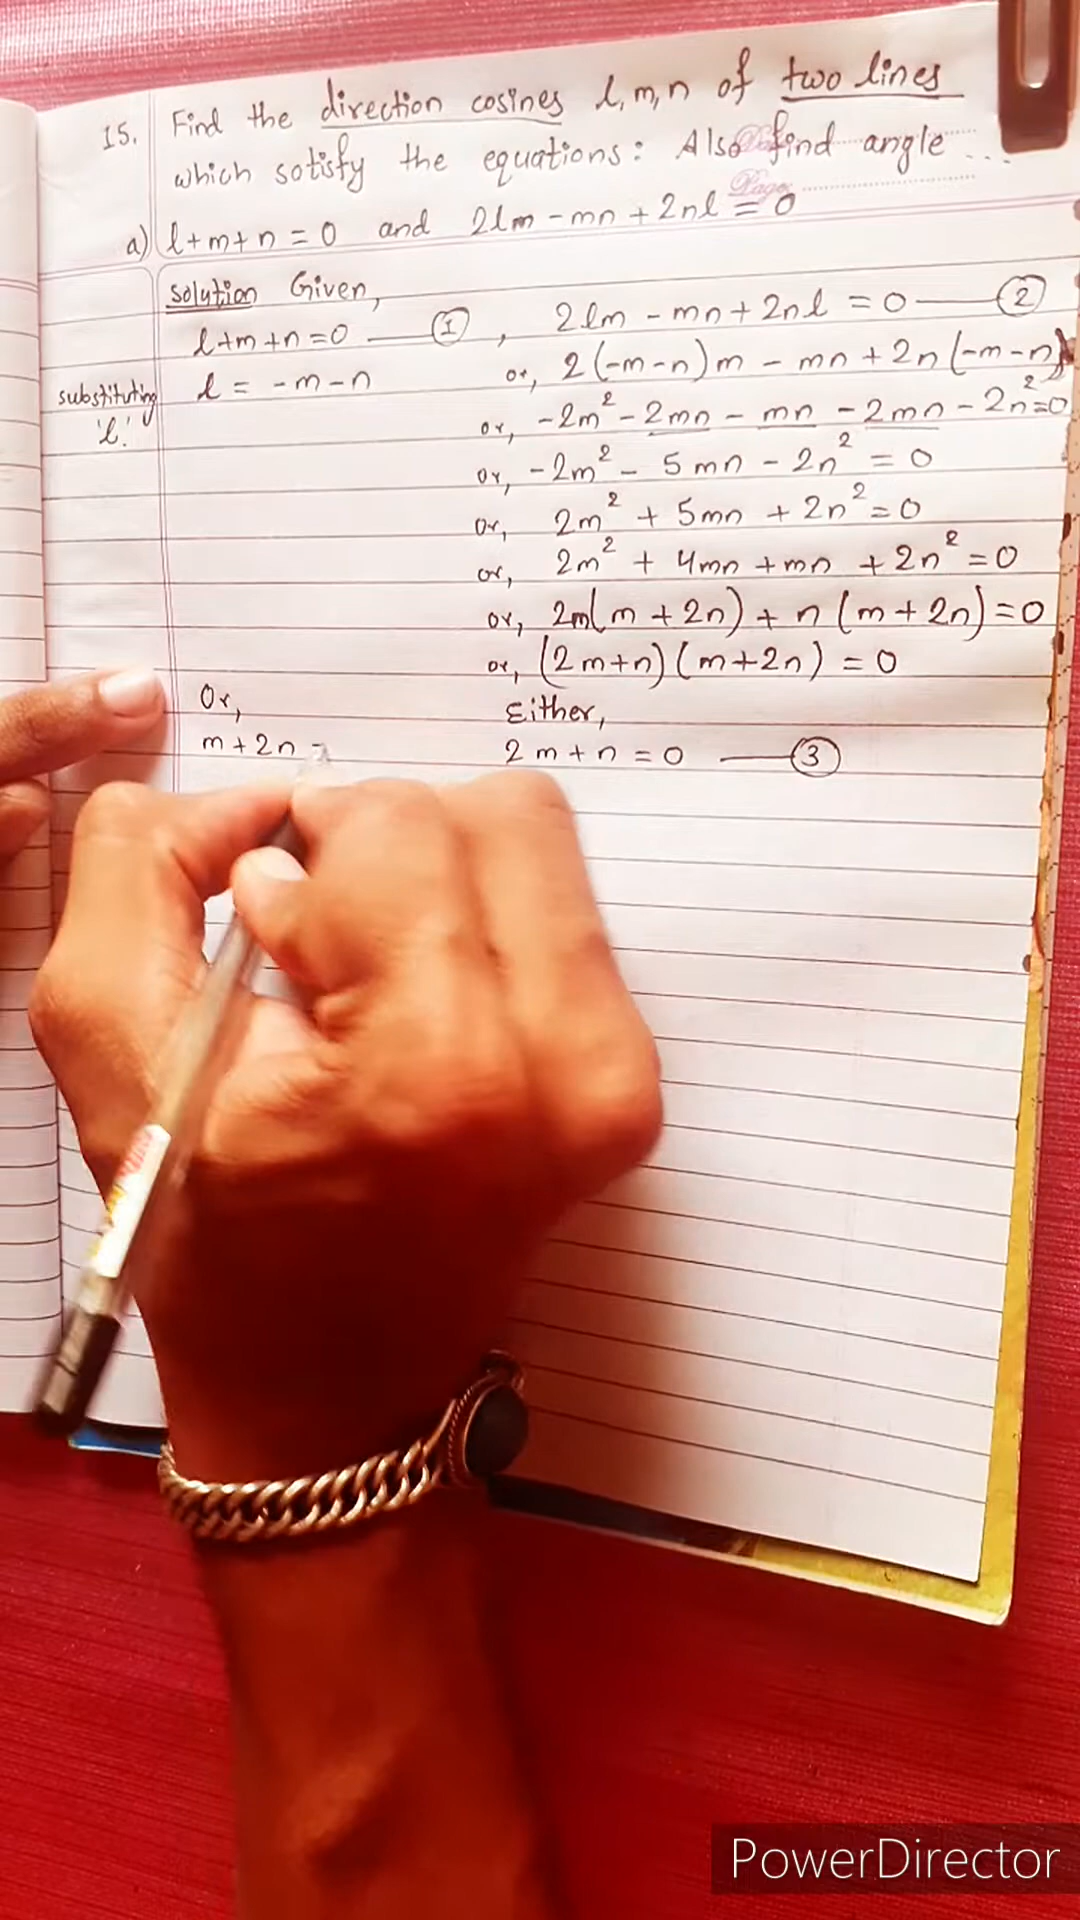 15. Find the direction cosines l, m, n of two lines
which sotisfy the equations: Also find angle ...
Page
a) l+m+n = 0 and 2lm - mn + 2nl = 0
Solution Given,
l+m+n=0 —— ① , 2lm - mn + 2nl = 0 —— ②
substituting l = -m-n or, 2(-m-n)m - mn + 2n(-m-n)
'l.' or, -2m² - 2mn - mn - 2mn - 2n²=0
or, -2m² - 5mn - 2n² = 0
or, 2m² + 5mn + 2n² = 0
or, 2m² + 4mn + mn + 2n² = 0
or, 2m(m + 2n) + n(m + 2n) = 0
or, (2m+n)(m+2n) = 0
Or, Either,
m + 2n = 2m + n = 0 —— ③
PowerDirector